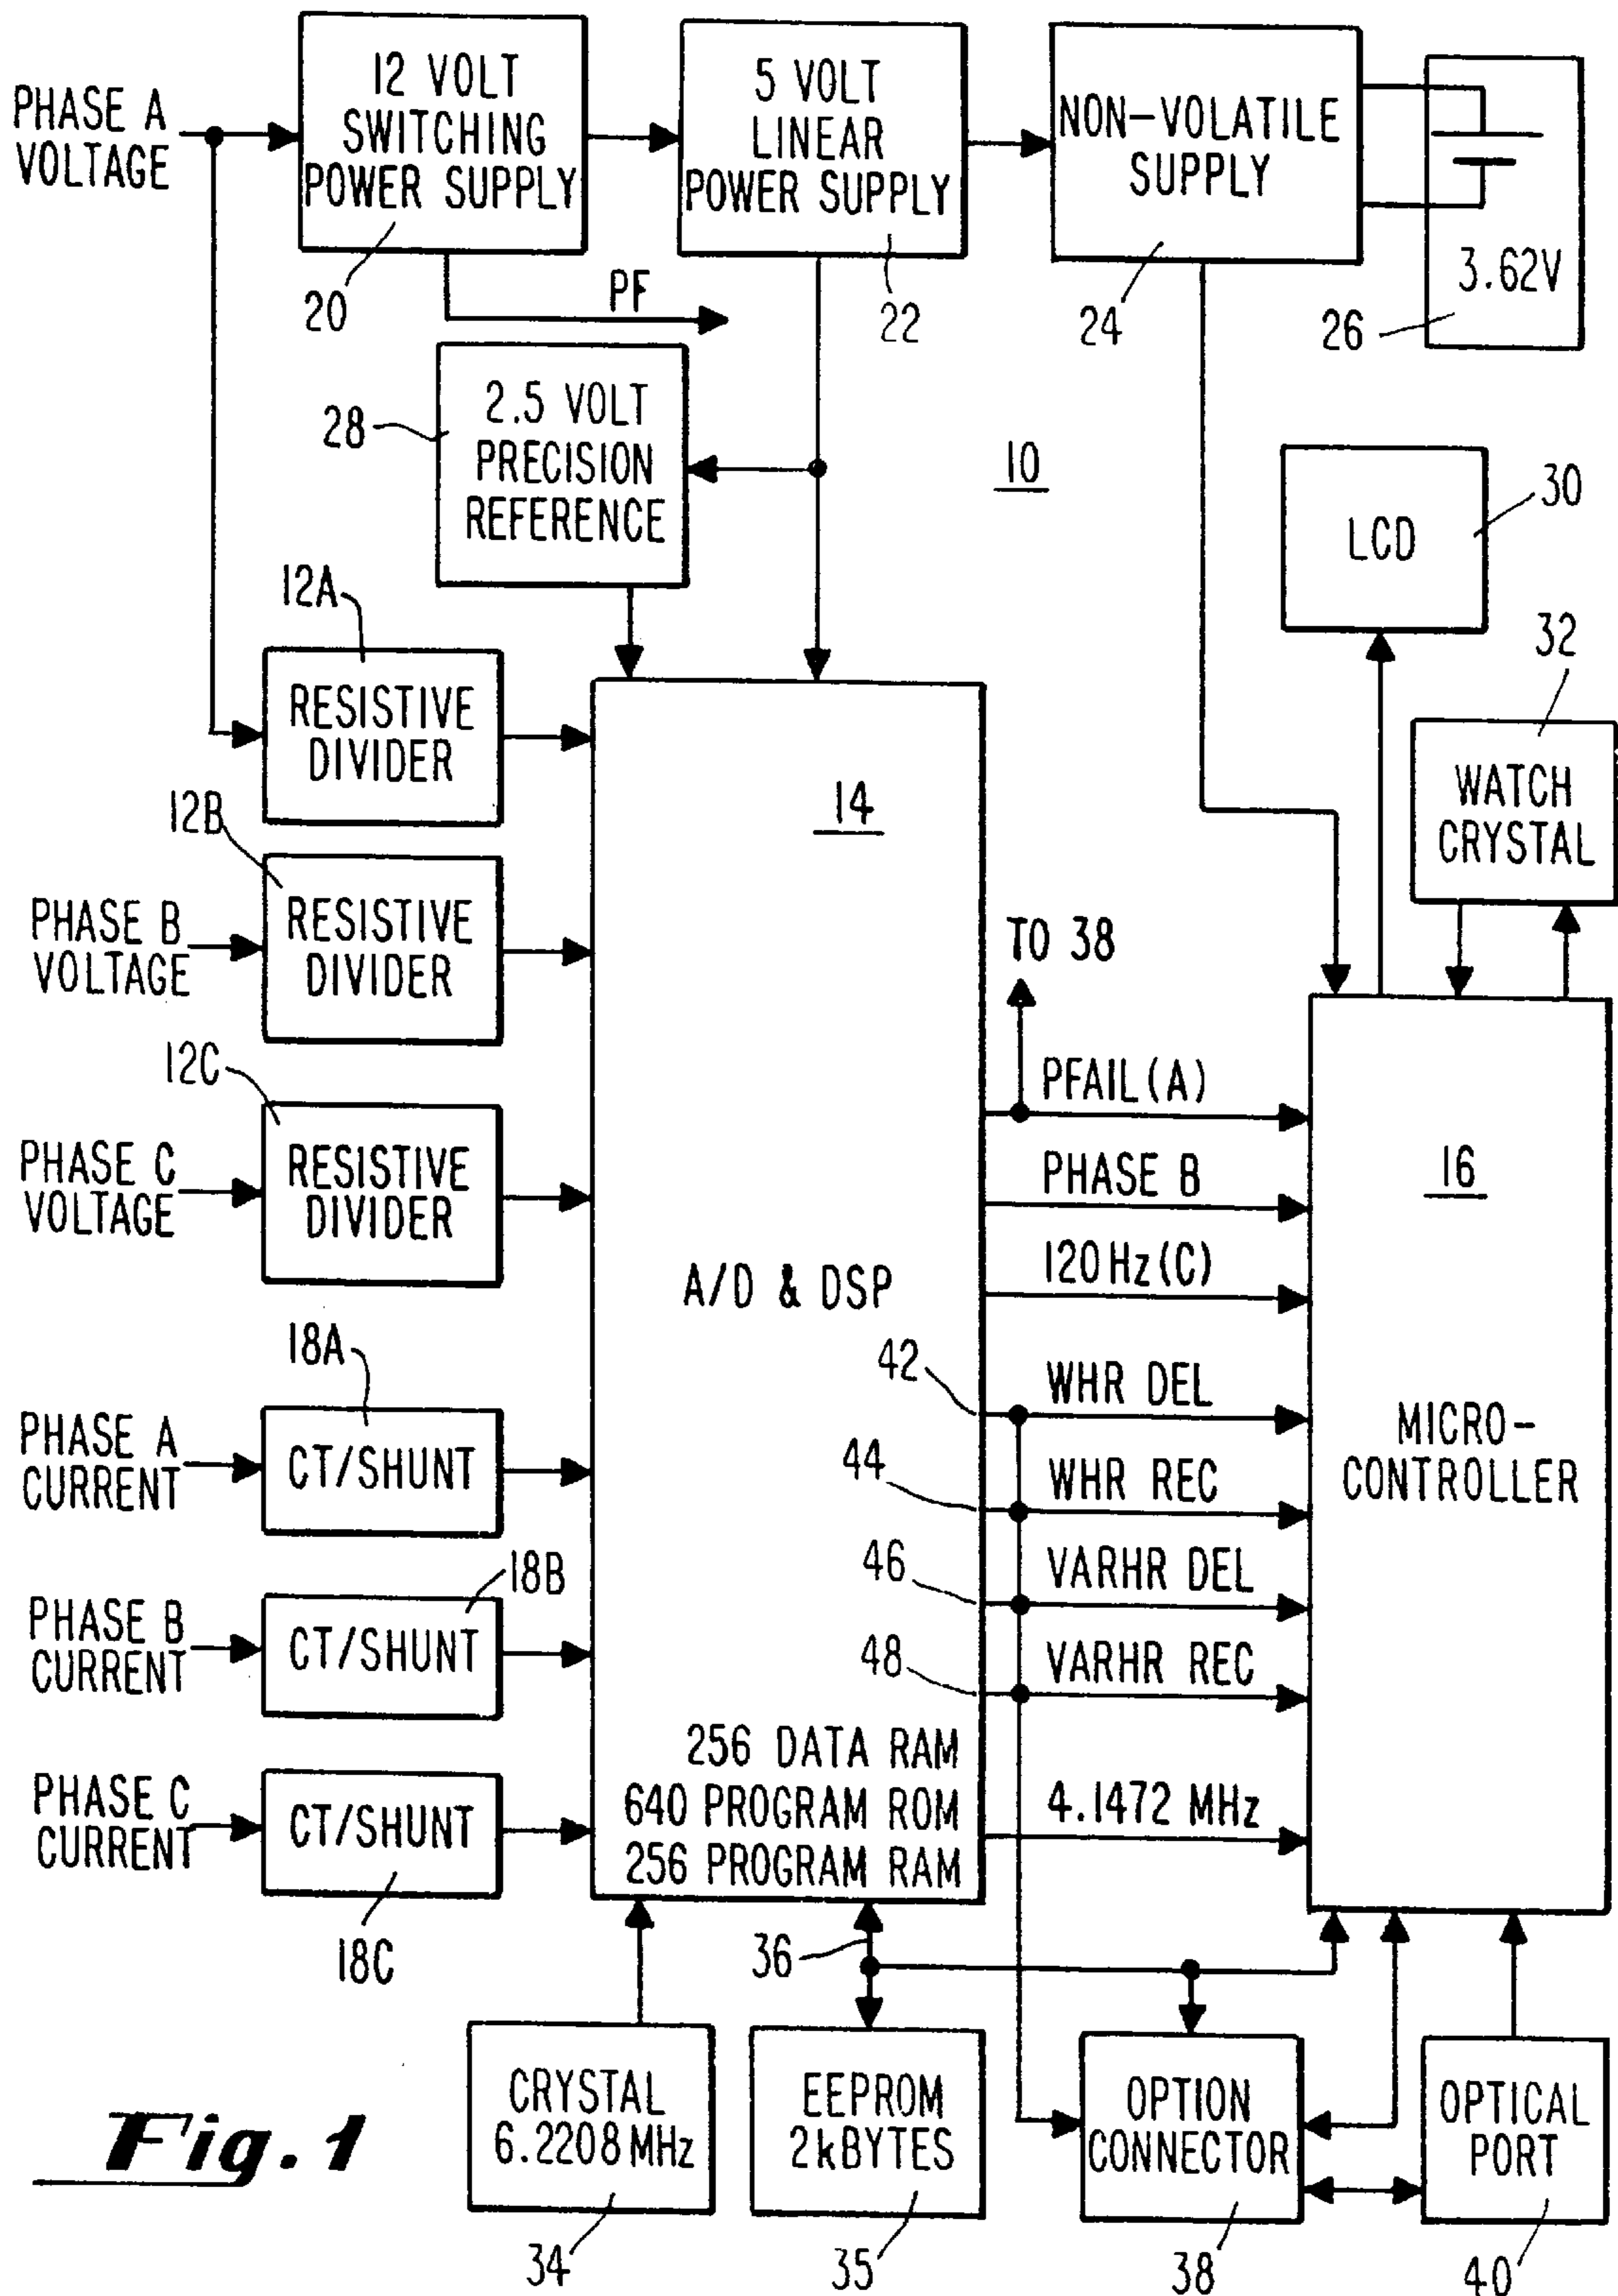 PHASE A
VOLTAGE
12 VOLT
SWITCHING
POWER SUPPLY
20
5 VOLT
LINEAR
POWER SUPPLY
22
NON-VOLATILE
SUPPLY
24
3.62V
26
PF
28
2.5 VOLT
PRECISION
REFERENCE
10
LCD
30
12A
RESISTIVE
DIVIDER
32
WATCH
CRYSTAL
14
12B
PHASE B
VOLTAGE
RESISTIVE
DIVIDER
TO 38
12C
PHASE C
VOLTAGE
RESISTIVE
DIVIDER
PFAIL(A)
PHASE B
120Hz(C)
16
A/D & DSP
18A
PHASE A
CURRENT
CT/SHUNT
42
WHR DEL
44
WHR REC
MICRO-
CONTROLLER
18B
PHASE B
CURRENT
CT/SHUNT
46
VARHR DEL
48
VARHR REC
256 DATA RAM
640 PROGRAM ROM
256 PROGRAM RAM
4.1472 MHz
PHASE C
CURRENT
CT/SHUNT
18C
36
CRYSTAL
6.2208MHz
34
EEPROM
2kBYTES
35
OPTION
CONNECTOR
38
OPTICAL
PORT
40
Fig.1